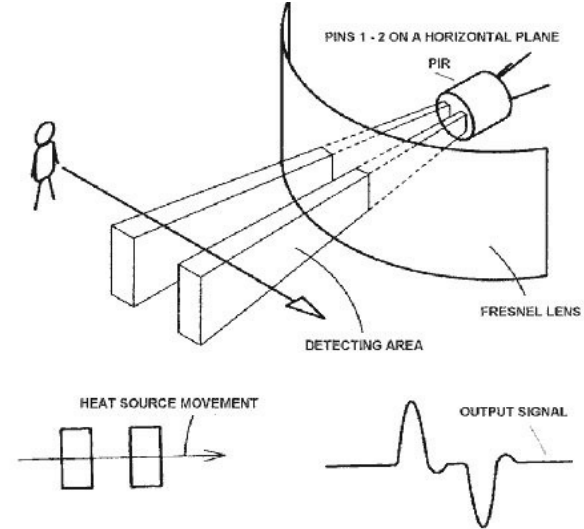 PINS 1 - 2 ON A HORIZONTAL PLANE
PIR
FRESNEL LENS
DETECTING AREA
HEAT SOURCE MOVEMENT
OUTPUT SIGNAL